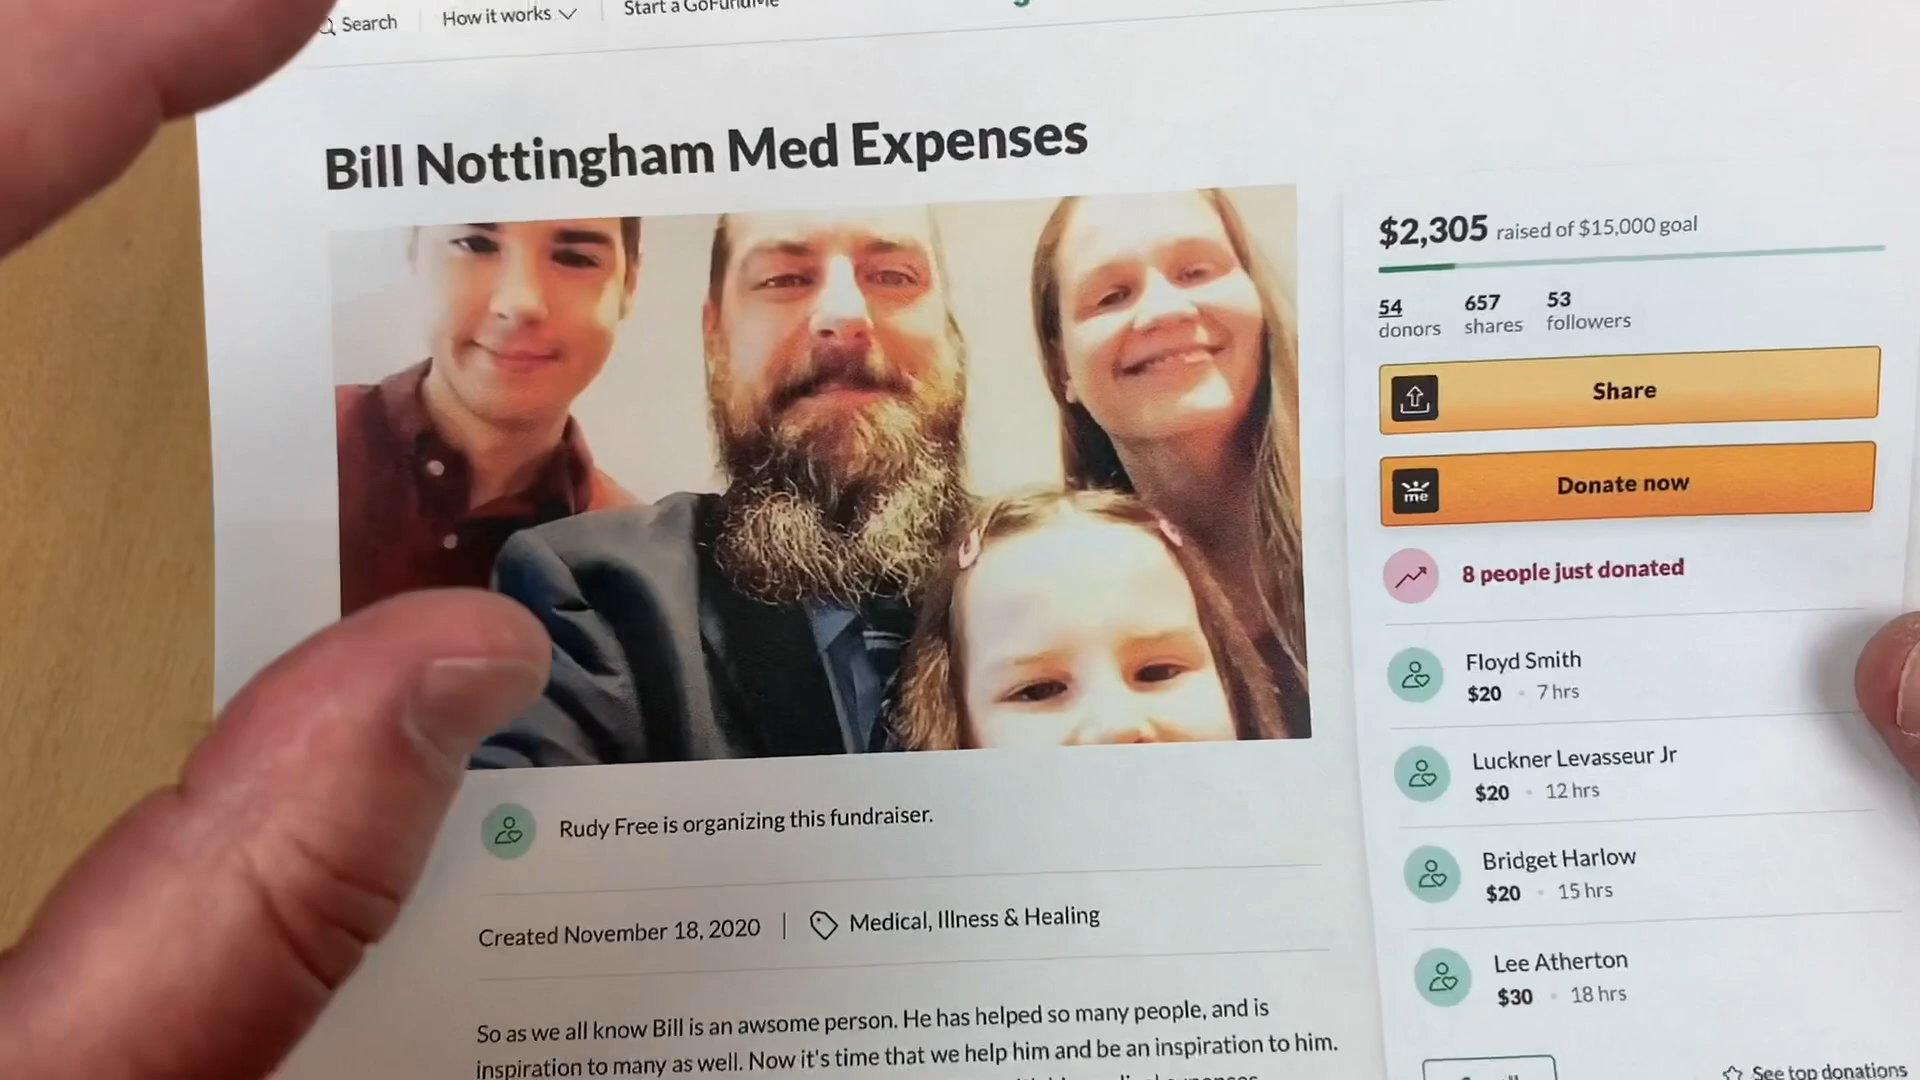 Search
How it works
Start a GoFundMe
Bill Nottingham Med Expenses
$2,305 raised of $15,000 goal
54 donors
657 shares
53 followers
Share
me
Donate now
8 people just donated
Floyd Smith
$20 • 7 hrs
Luckner Levasseur Jr
$20 • 12 hrs
Bridget Harlow
$20 • 15 hrs
Lee Atherton
$30 • 18 hrs
See top donations
Rudy Free is organizing this fundraiser.
Created November 18, 2020 | Medical, Illness & Healing
So as we all know Bill is an awsome person. He has helped so many people, and is
inspiration to many as well. Now it's time that we help him and be an inspiration to him.